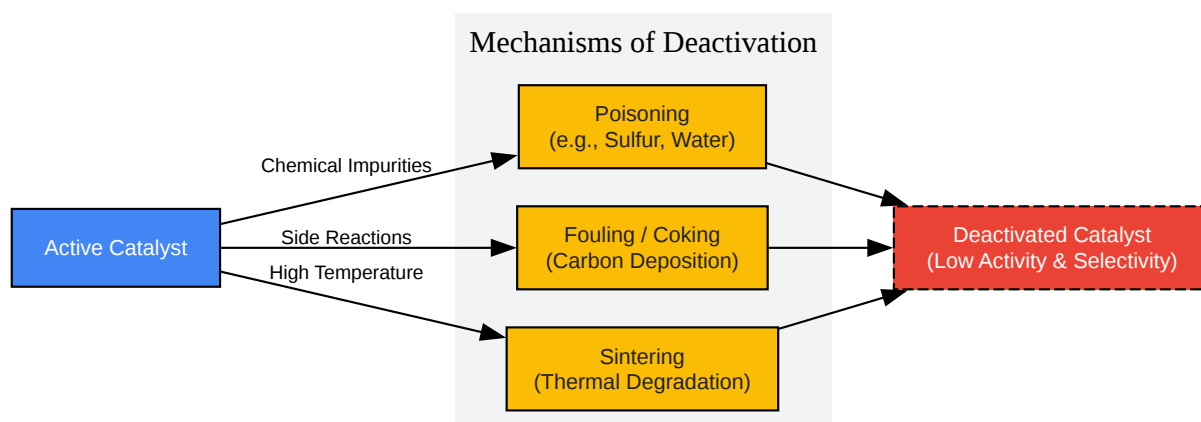 Mechanisms of Deactivation
Poisoning
(e.g., Sulfur, Water)
Chemical Impurities
Active Catalyst
Side Reactions
Fouling / Coking
(Carbon Deposition)
Deactivated Catalyst
(Low Activity & Selectivity)
High Temperature
Sintering
(Thermal Degradation)